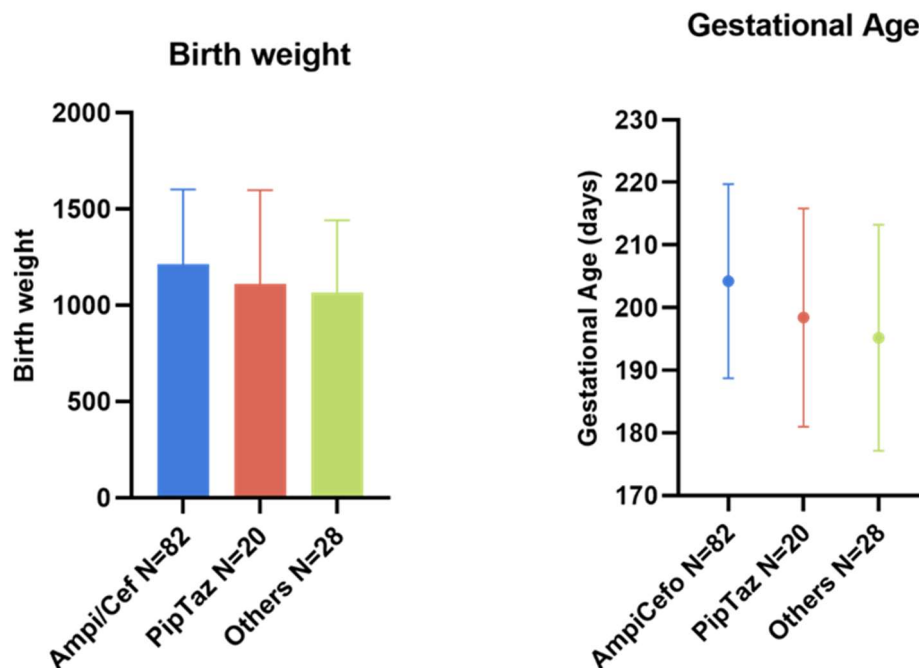 Birth weight
Birth weight
2000
1500
1000
500
0
Ampi/Cef N=82
PipTaz N=20
Others N=28
Gestational Age
Gestational Age (days)
230
220
210
200
190
180
170
AmpiCefo N=82
PipTaz N=20
Others N=28